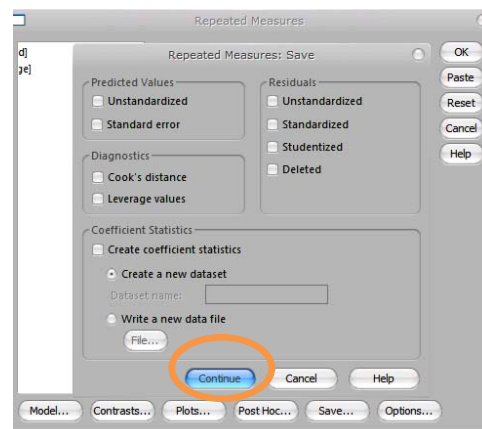 Repeated Measures
d]
ge]
Repeated Measures: Save
OK
Paste
Reset
Cancel
Help
Predicted Values
Unstandardized
Standard error
Residuals
Unstandardized
Standardized
Studentized
Deleted
Diagnostics
Cook's distance
Leverage values
Coefficient Statistics
Create coefficient statistics
Create a new dataset
Dataset name:
Write a new data file
File...
Continue Cancel Help
Model... Contrasts... Plots... Post Hoc... Save... Options...